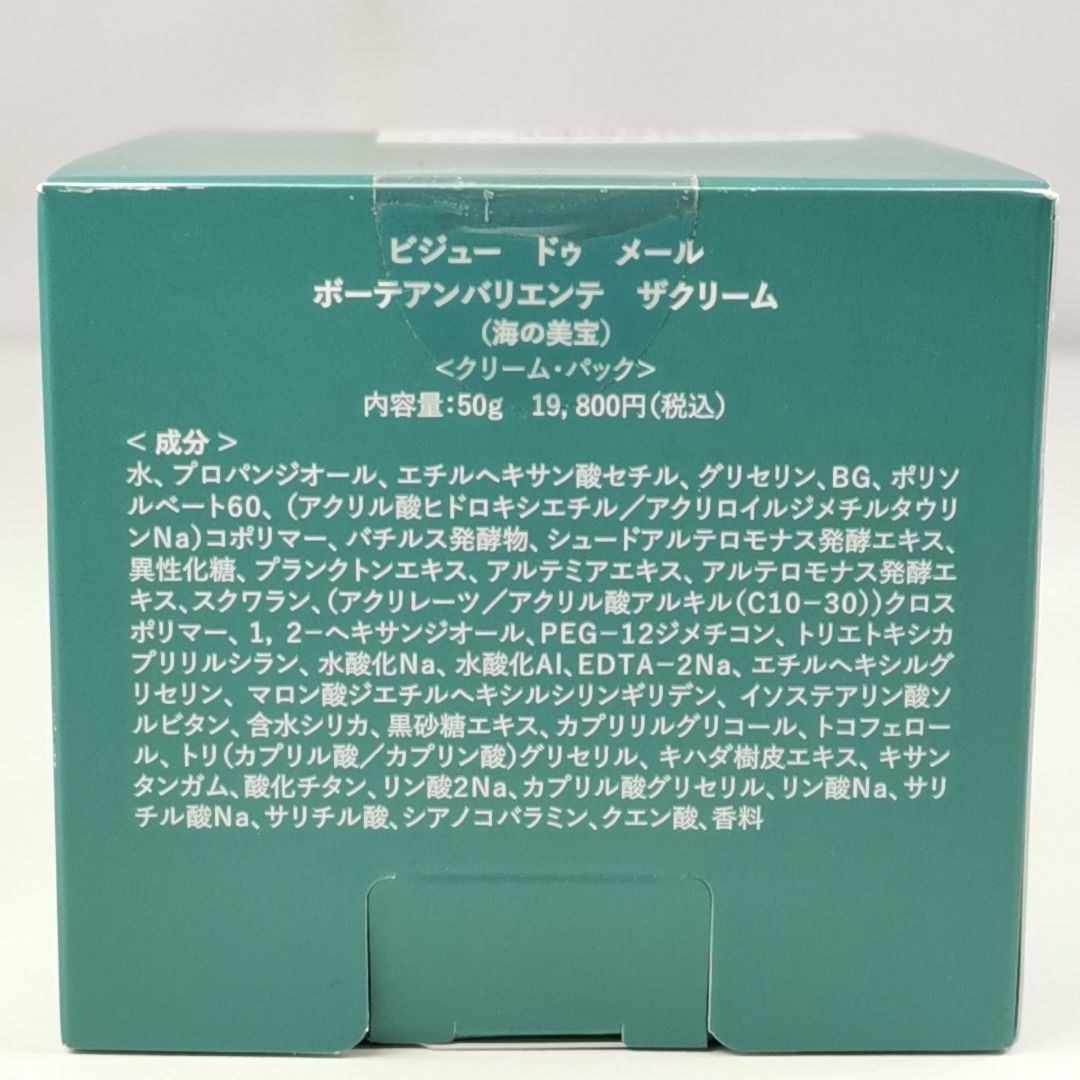 ビジュー ドゥ メール
ボーテアンバリエンテ ザクリーム
(海の美宝)
<クリーム・パック>
内容量:50g 19,800円(税込)
< 成分 >
水、プロパンジオール、エチルヘキサン酸セチル、グリセリン、BG、ポリソ
ルベート60、(アクリル酸ヒドロキシエチル/アクリロイルジメチルタウリ
ンNa)コポリマー、バチルス発酵物、シュードアルテロモナス発酵エキス、
異性化糖、プランクトンエキス、アルテミアエキス、アルテロモナス発酵エ
キス、スクワラン、(アクリレーツ/アクリル酸アルキル(C10-30))クロス
ポリマー、1,2-ヘキサンジオール、PEG-12ジメチコン、トリエトキシカ
プリリルシラン、水酸化Na、水酸化Al、EDTA-2Na、エチルヘキシルグ
リセリン、マロン酸ジエチルヘキシルシリンギリデン、イソステアリン酸ソ
ルビタン、含水シリカ、黒砂糖エキス、カプリリルグリコール、トコフェロー
ル、トリ(カプリル酸/カプリン酸)グリセリル、キハダ樹皮エキス、キサン
タンガム、酸化チタン、リン酸2Na、カプリル酸グリセリル、リン酸Na、サリ
チル酸Na、サリチル酸、シアノコバラミン、クエン酸、香料